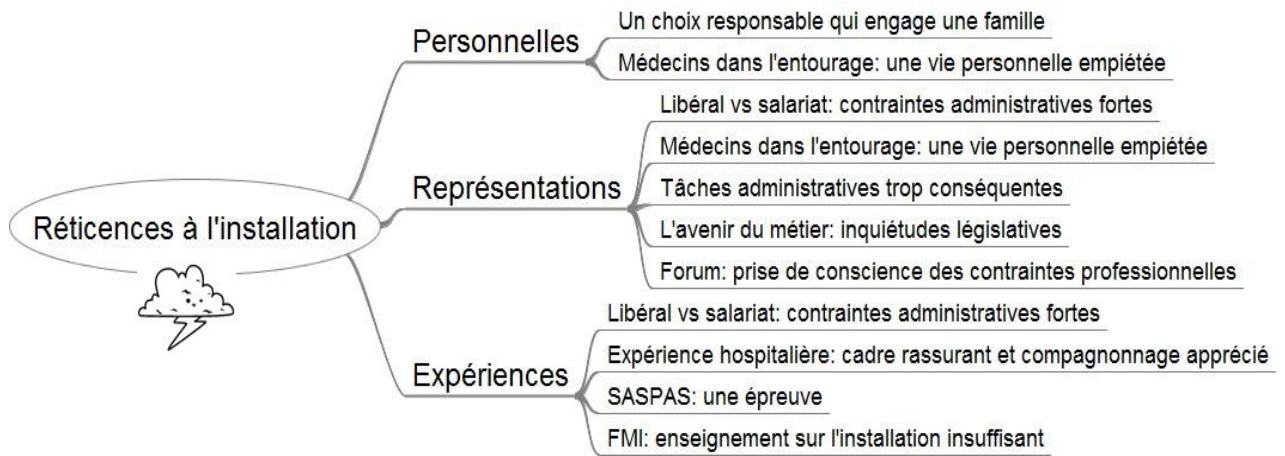 Réticences à l'installation
Personnelles
Un choix responsable qui engage une famille
Médecins dans l'entourage: une vie personnelle empiétée
Représentations
Libéral vs salariat: contraintes administratives fortes
Médecins dans l'entourage: une vie personnelle empiétée
Tâches administratives trop conséquentes
L'avenir du métier: inquiétudes législatives
Forum: prise de conscience des contraintes professionnelles
Expériences
Libéral vs salariat: contraintes administratives fortes
Expérience hospitalière: cadre rassurant et compagnonnage apprécié
SASPAS: une épreuve
FMI: enseignement sur l'installation insuffisant